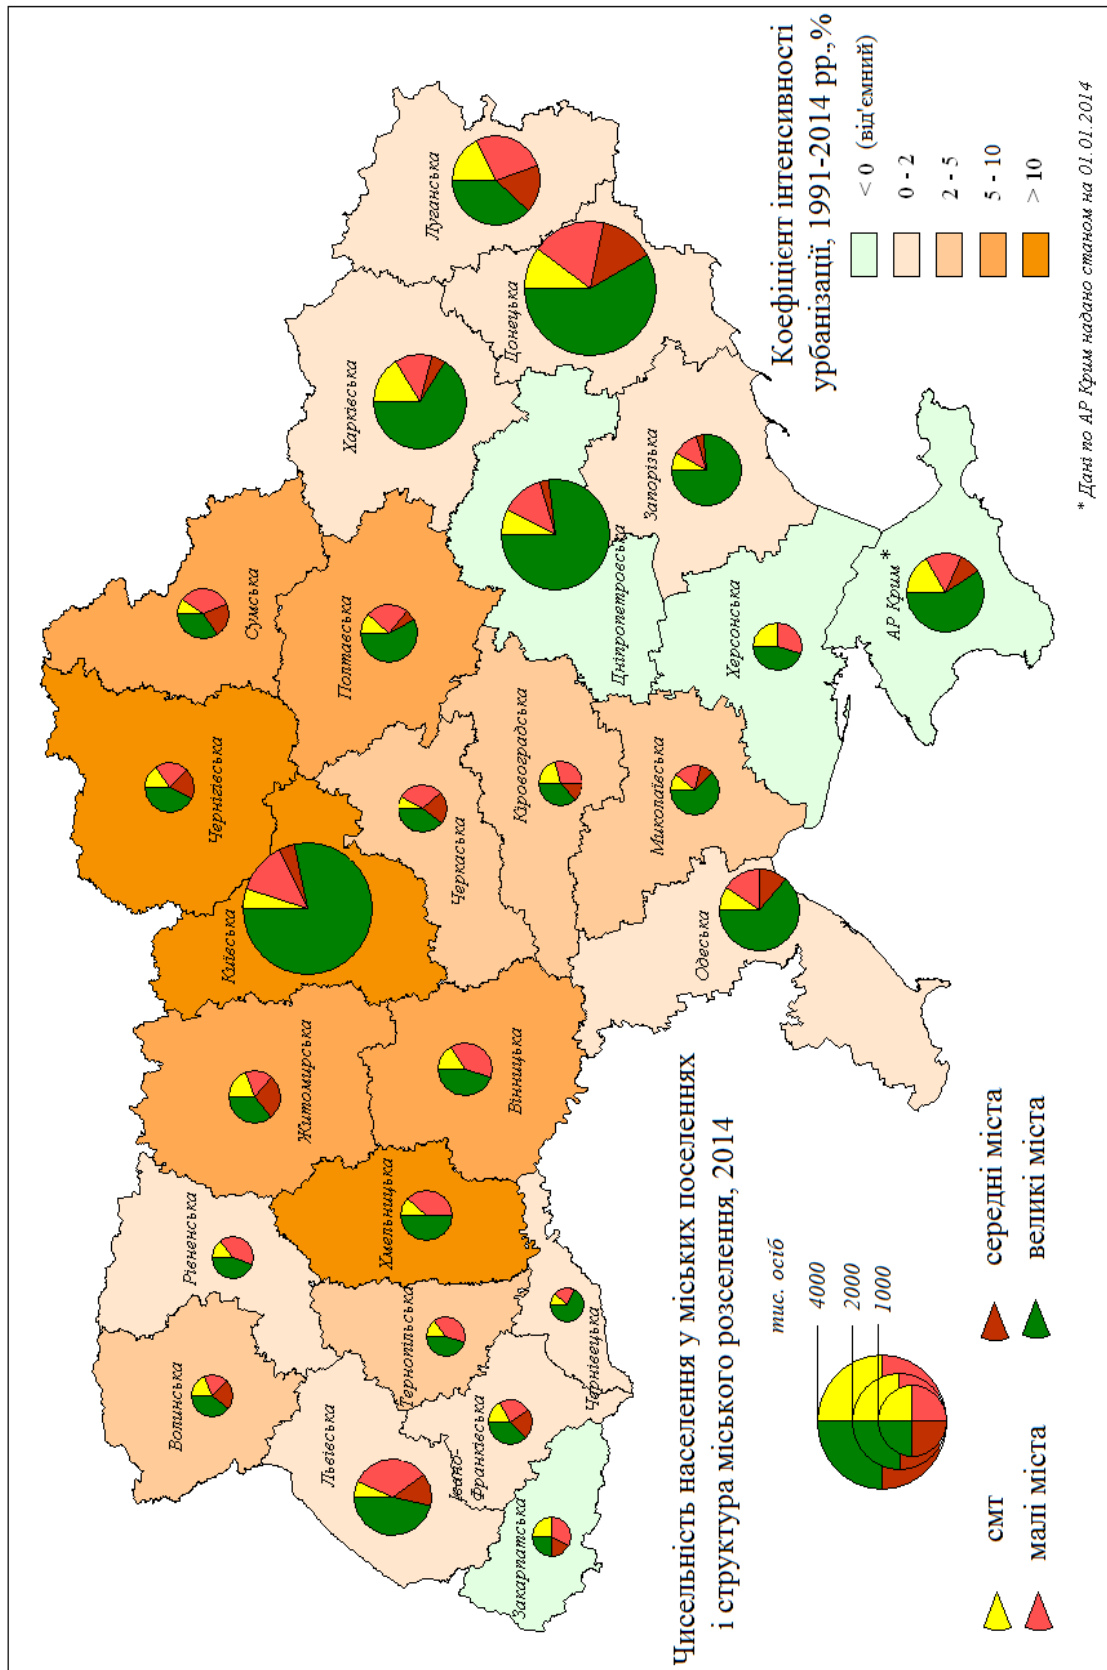 Волинська
Рівненська
Житомирська
Київська
Чернігівська
Сумська
Львівська
Тернопільська
Хмельницька
Вінницька
Черкаська
Полтавська
Харківська
Луганська
Закарпатська
Івано-
Франківська
Чернівецька
Кіровоградська
Дніпропетровська
Донецька
Одеська
Миколаївська
Херсонська
Запорізька
АР Крим *
Чисельність населення у міських поселеннях
і структура міського розселення, 2014
тис. осіб
4000
2000
1000
смт
середні міста
малі міста
великі міста
Коефіцієнт інтенсивності
урбанізації, 1991-2014 рр.,%
< 0 (від'ємний)
0 - 2
2 - 5
5 - 10
> 10
* Дані по АР Крим надано станом на 01.01.2014